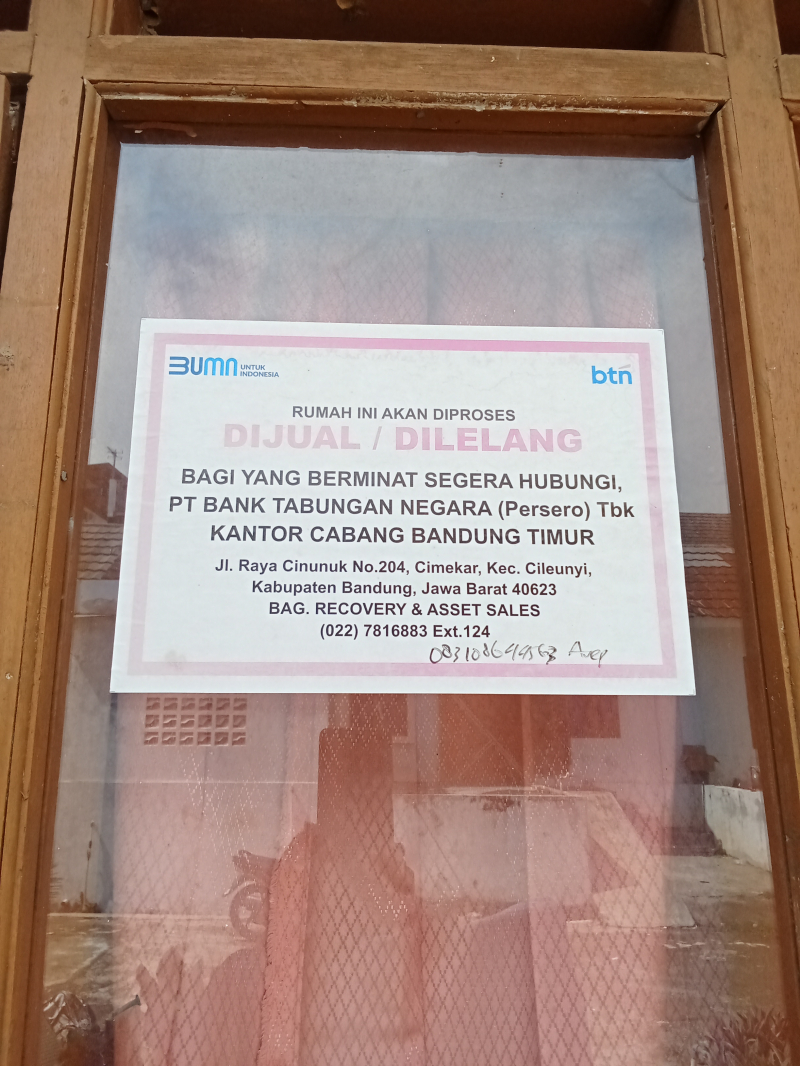 BUMN UNTUK
INDONESIA
btn
RUMAH INI AKAN DIPROSES
DIJUAL / DILELANG
BAGI YANG BERMINAT SEGERA HUBUNGI,
PT BANK TABUNGAN NEGARA (Persero) Tbk
KANTOR CABANG BANDUNG TIMUR
Jl. Raya Cinunuk No.204, Cimekar, Kec. Cileunyi,
Kabupaten Bandung, Jawa Barat 40623
BAG. RECOVERY & ASSET SALES
(022) 7816883 Ext.124